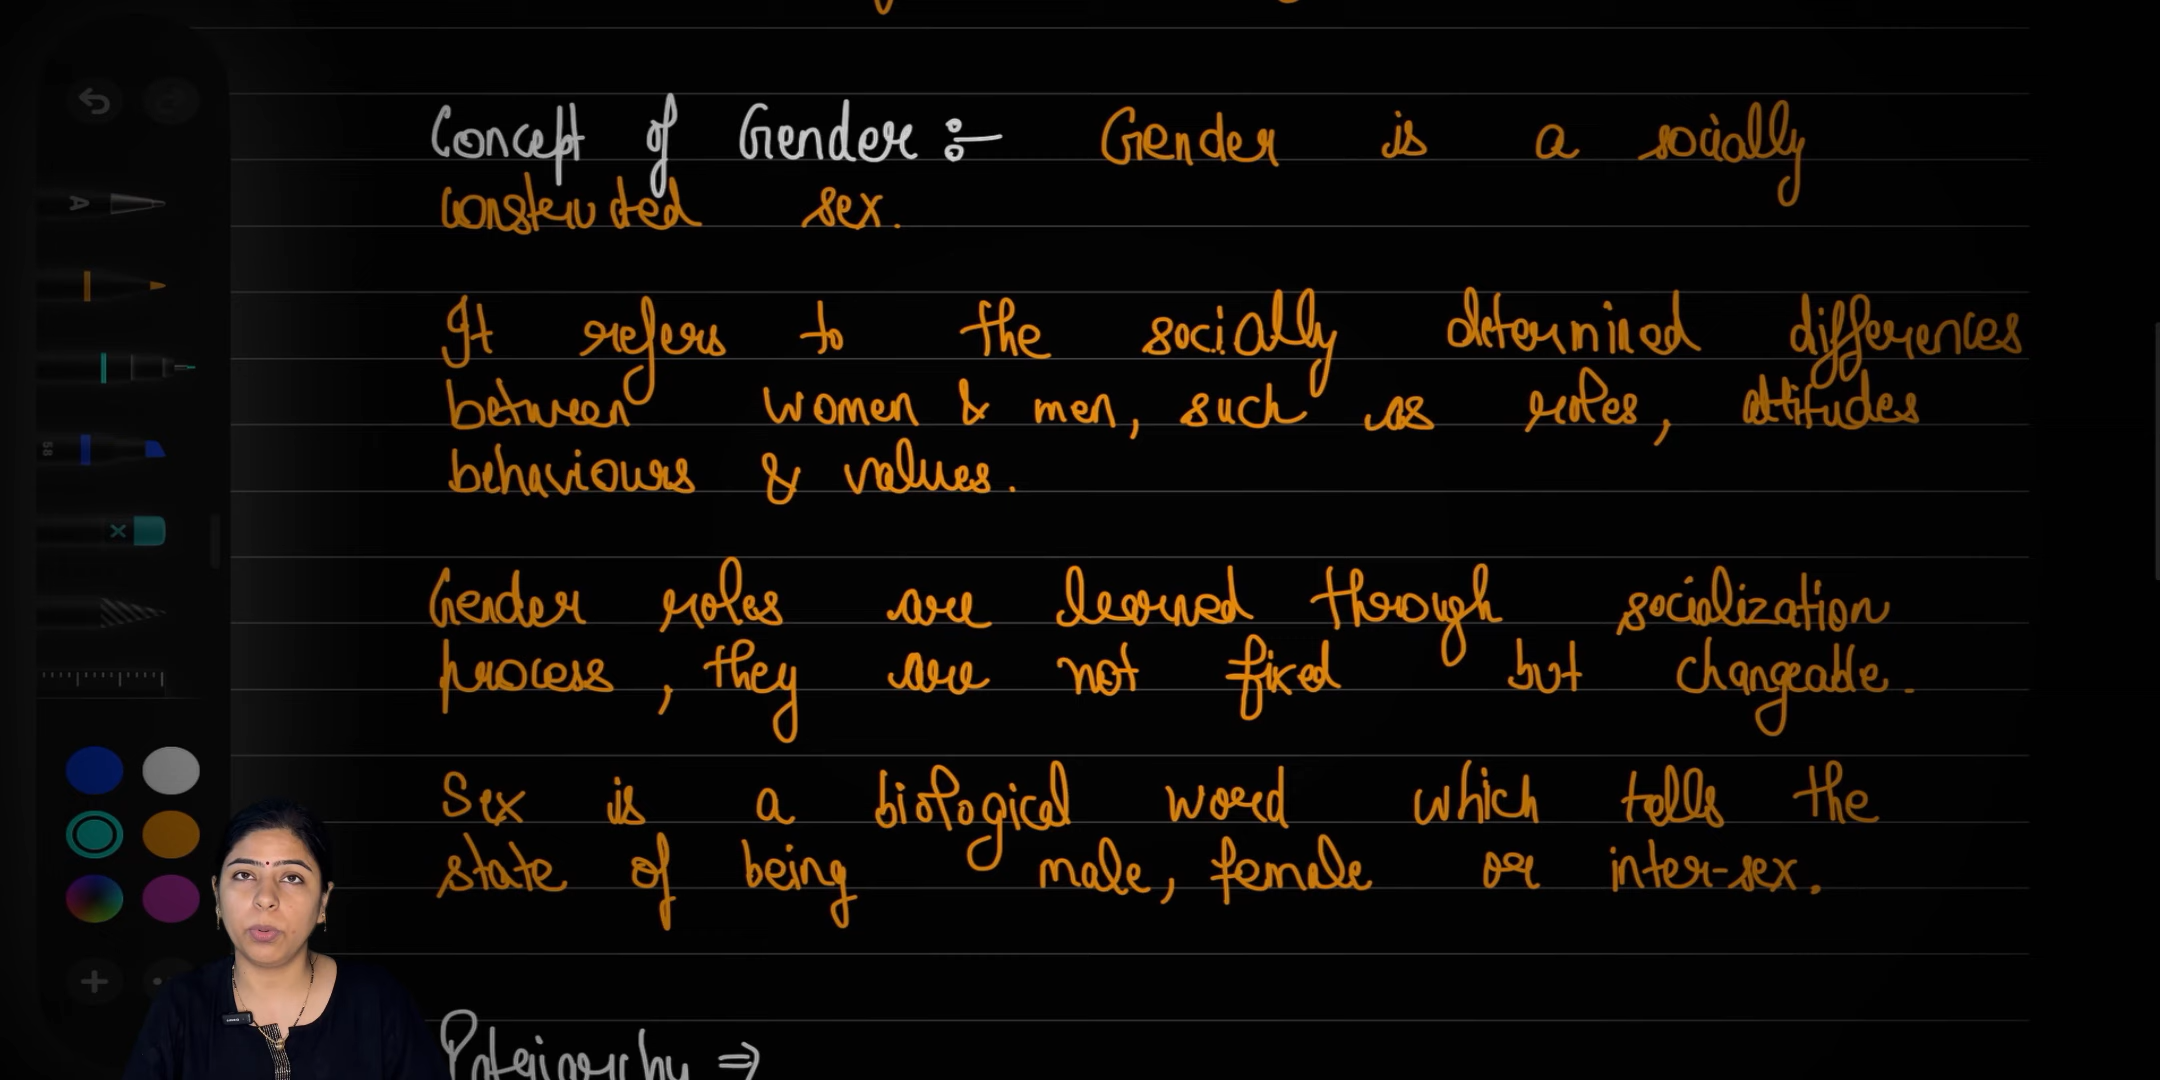 Concept of Gender :- Gender is a socially
constructed sex.
It refers to the socially determined differences
between women & men, such as roles, attitudes
behaviours & values.
Gender roles are learned through socialization
process, they are not fixed but changeable.
Sex is a biological word which tells the
state of being male, female or inter-sex.
Patriarchy ⇒